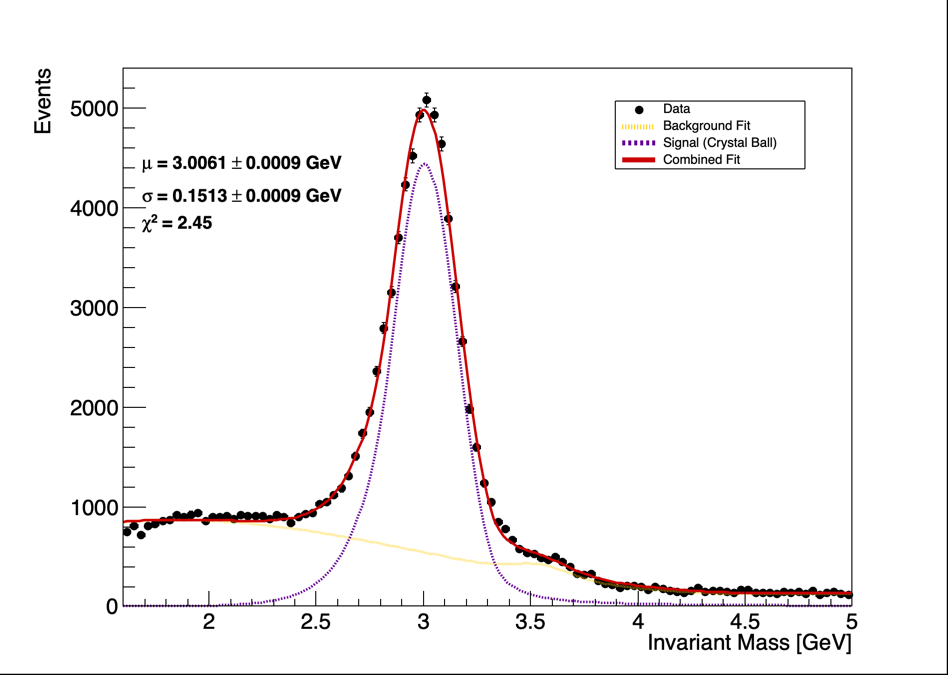 Events
5000
4000
3000
2000
1000
0
μ = 3.0061 ± 0.0009 GeV
σ = 0.1513 ± 0.0009 GeV
χ² = 2.45
Data
Background Fit
Signal (Crystal Ball)
Combined Fit
2 2.5 3 3.5 4 4.5 5
Invariant Mass [GeV]